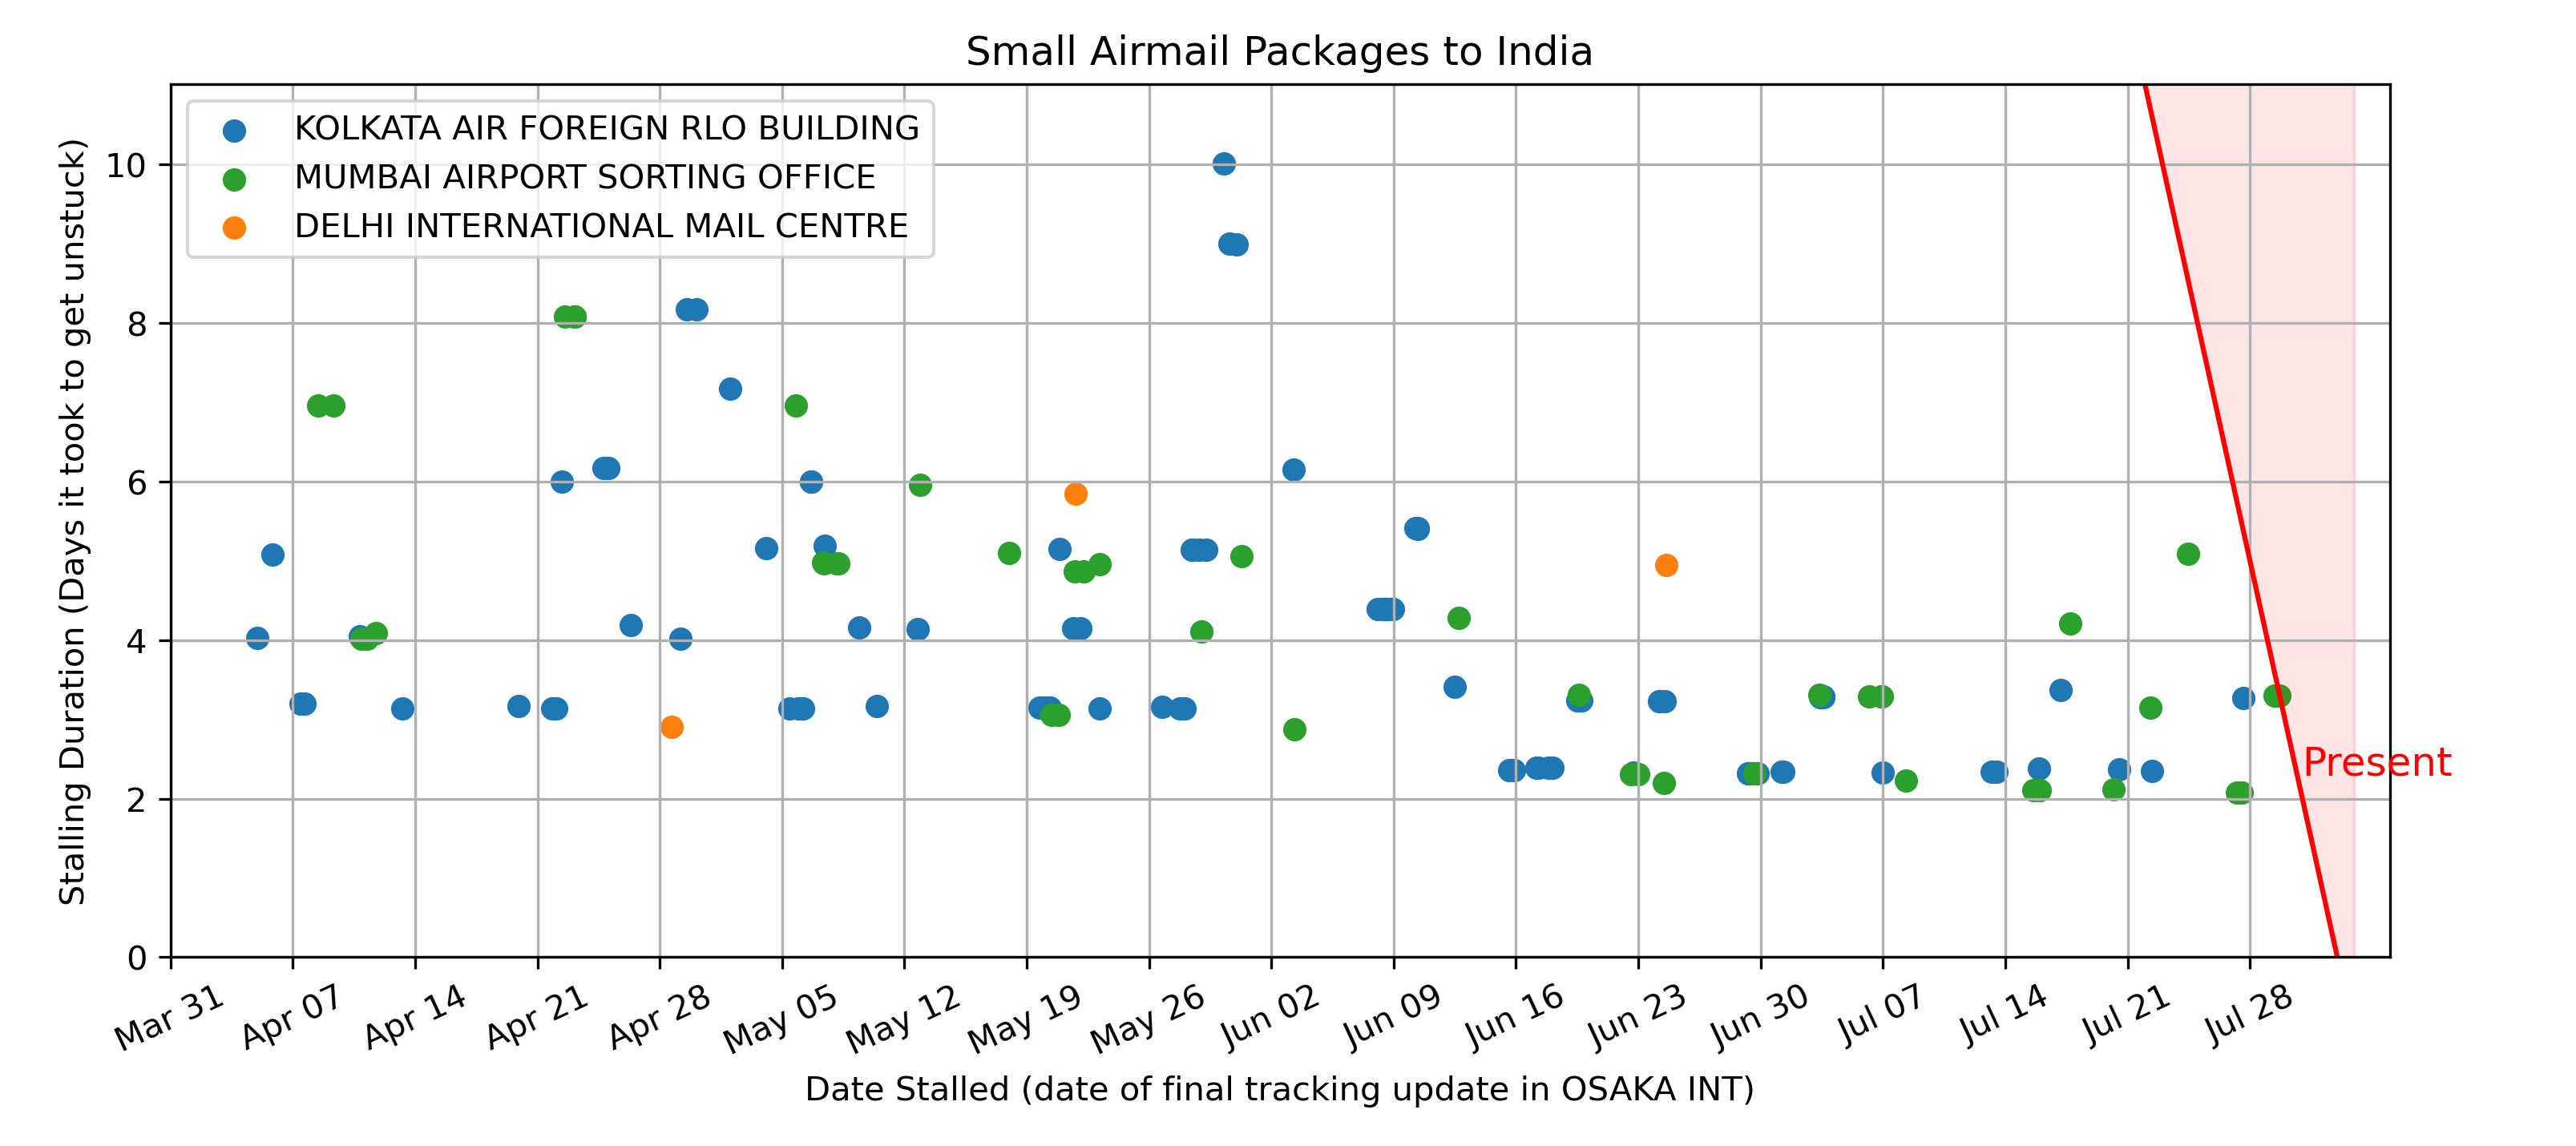 Small Airmail Packages to India
KOLKATA AIR FOREIGN RLO BUILDING
MUMBAI AIRPORT SORTING OFFICE
DELHI INTERNATIONAL MAIL CENTRE
Stalling Duration (Days it took to get unstuck)
10
8
6
4
2
0
Present
Mar 31
Apr 07
Apr 14
Apr 21
Apr 28
May 05
May 12
May 19
May 26
Jun 02
Jun 09
Jun 16
Jun 23
Jun 30
Jul 07
Jul 14
Jul 21
Jul 28
Date Stalled (date of final tracking update in OSAKA INT)